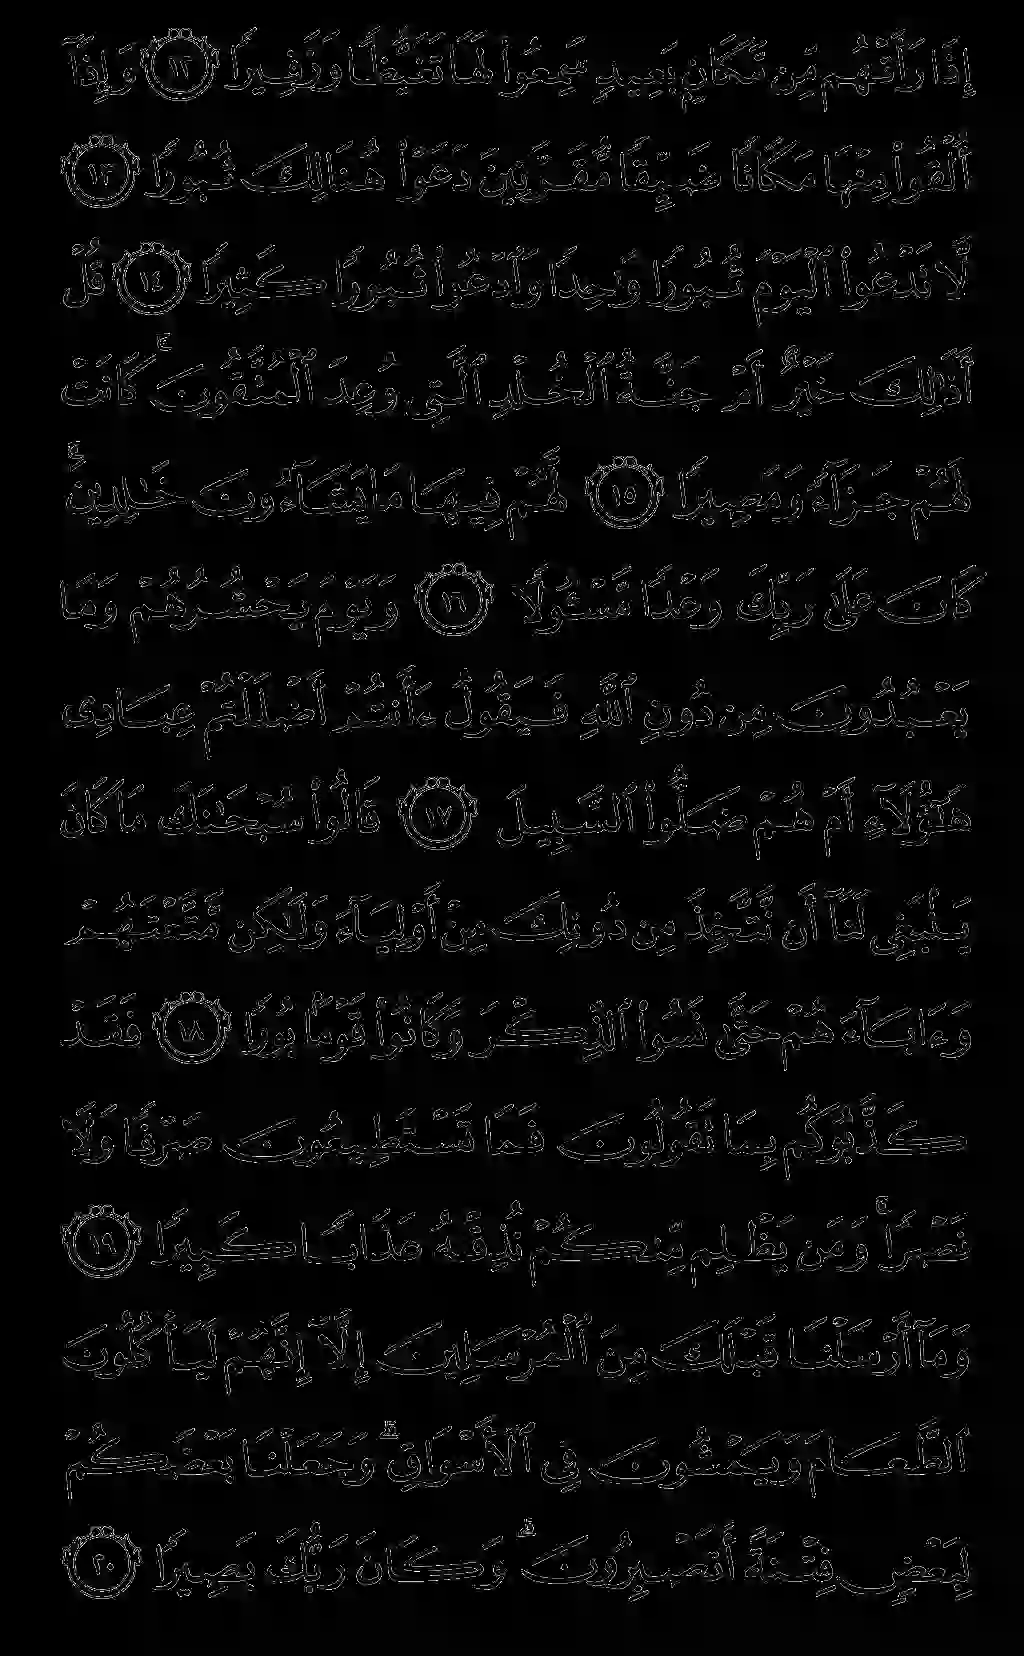 إِذَا رَأَتْهُم مِّن مَّكَانٍ بَعِيدٍ سَمِعُوا۟ لَهَا تَغَيُّظًا وَزَفِيرًا ١٢ وَإِذَآ
أُلْقُوا۟ مِنْهَا مَكَانًا ضَيِّقًا مُّقَرَّنِينَ دَعَوْا۟ هُنَالِكَ ثُبُورًا ١٣
لَّا تَدْعُوا۟ ٱلْيَوْمَ ثُبُورًا وَٰحِدًا وَٱدْعُوا۟ ثُبُورًا كَثِيرًا ١٤ قُلْ
أَذَٰلِكَ خَيْرٌ أَمْ جَنَّةُ ٱلْخُلْدِ ٱلَّتِى وُعِدَ ٱلْمُتَّقُونَ ۚ كَانَتْ
لَهُمْ جَزَآءً وَمَصِيرًا ١٥ لَّهُمْ فِيهَا مَا يَشَآءُونَ خَٰلِدِينَ ۚ
كَانَ عَلَىٰ رَبِّكَ وَعْدًا مَّسْـُٔولًا ١٦ وَيَوْمَ يَحْشُرُهُمْ وَمَا
يَعْبُدُونَ مِن دُونِ ٱللَّهِ فَيَقُولُ ءَأَنتُمْ أَضْلَلْتُمْ عِبَادِى
هَٰٓؤُلَآءِ أَمْ هُمْ ضَلُّوا۟ ٱلسَّبِيلَ ١٧ قَالُوا۟ سُبْحَٰنَكَ مَا كَانَ
يَنۢبَغِى لَنَآ أَن نَّتَّخِذَ مِن دُونِكَ مِنْ أَوْلِيَآءَ وَلَٰكِن مَّتَّعْتَهُمْ
وَءَابَآءَهُمْ حَتَّىٰ نَسُوا۟ ٱلذِّكْرَ وَكَانُوا۟ قَوْمًۢا بُورًا ١٨ فَقَدْ
كَذَّبُوكُم بِمَا تَقُولُونَ فَمَا تَسْتَطِيعُونَ صَرْفًا وَلَا
نَصْرًا ۚ وَمَن يَظْلِم مِّنكُمْ نُذِقْهُ عَذَابًا كَبِيرًا ١٩
وَمَآ أَرْسَلْنَا قَبْلَكَ مِنَ ٱلْمُرْسَلِينَ إِلَّآ إِنَّهُمْ لَيَأْكُلُونَ
ٱلطَّعَامَ وَيَمْشُونَ فِى ٱلْأَسْوَاقِ ۗ وَجَعَلْنَا بَعْضَكُمْ
لِبَعْضٍ فِتْنَةً أَتَصْبِرُونَ ۗ وَكَانَ رَبُّكَ بَصِيرًا ٢٠